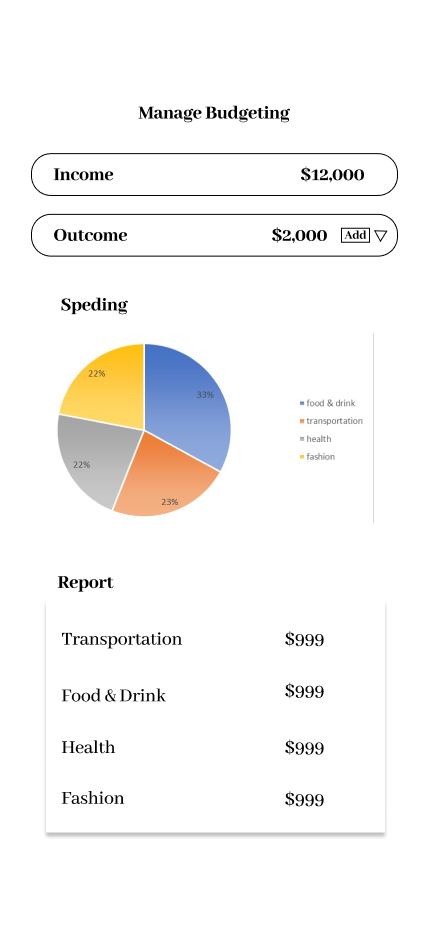 Manage Budgeting
Income $12,000
Outcome $2,000 Add
Speding
22%
33%
22%
23%
food & drink
transportation
health
fashion
Report
Transportation $999
Food & Drink $999
Health $999
Fashion $999